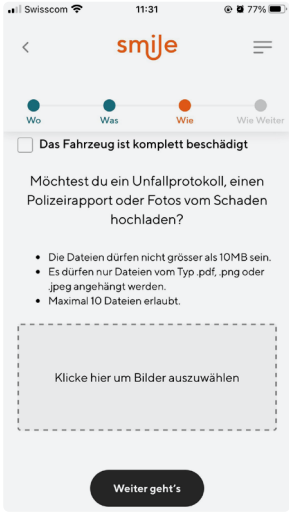 Swisscom 11:31 77%
smile
Wo Was Wie Wie Weiter
Das Fahrzeug ist komplett beschädigt
Möchtest du ein Unfallprotokoll, einen
Polizeirapport oder Fotos vom Schaden
hochladen?
• Die Dateien dürfen nicht grösser als 10MB sein.
• Es dürfen nur Dateien vom Typ .pdf, .png oder
.jpeg angehängt werden.
• Maximal 10 Dateien erlaubt.
Klicke hier um Bilder auszuwählen
Weiter geht's